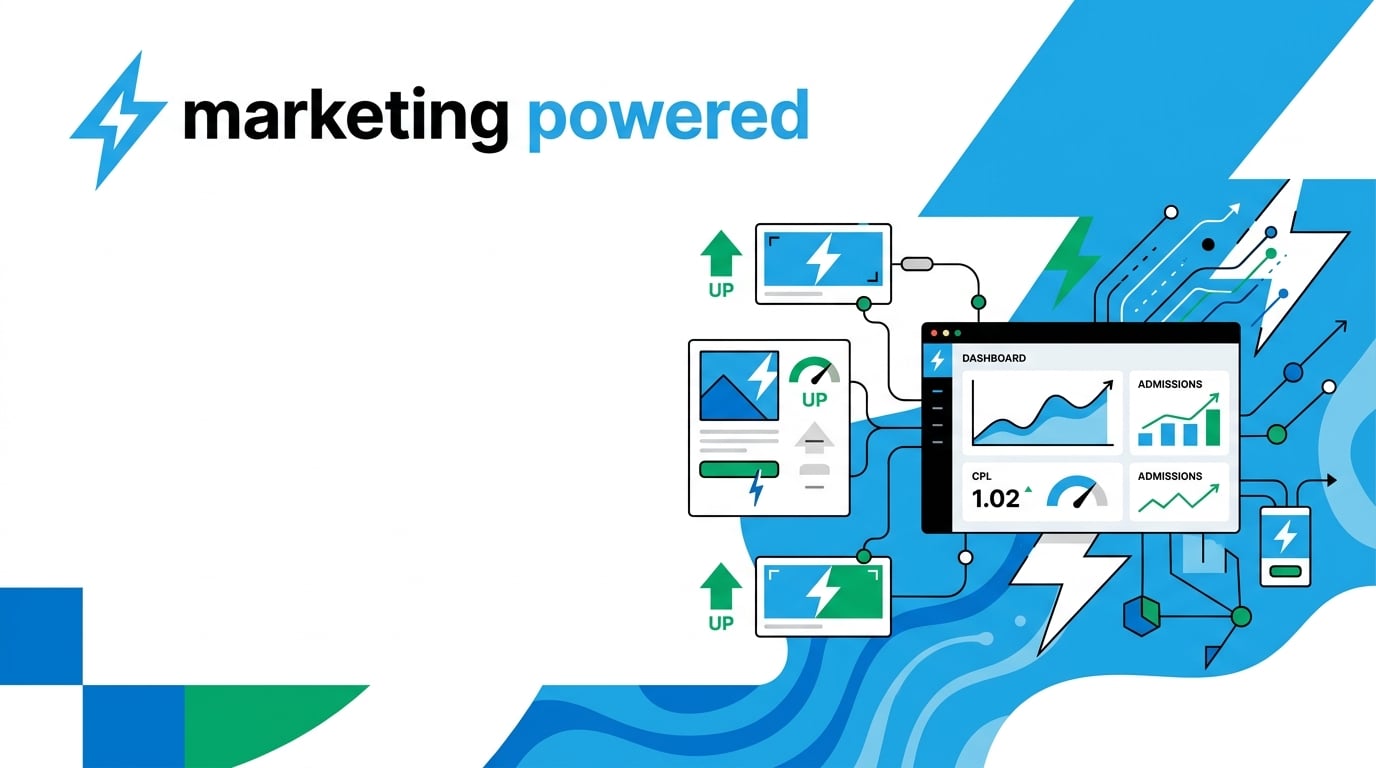 marketing powered
UP
DASHBOARD
ADMISSIONS
UP
CPL
1.02
ADMISSIONS
UP